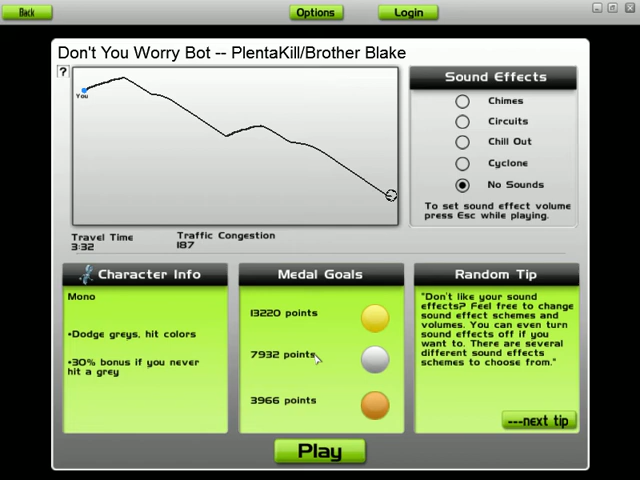 Back
Options
Login
Don't You Worry Bot -- PlentaKill/Brother Blake
?
You
Travel Time
3:32
Traffic Congestion
187
Sound Effects
Chimes
Circuits
Chill Out
Cyclone
No Sounds
To set sound effect volume
press Esc while playing.
Character Info
Mono
•Dodge greys, hit colors
•30% bonus if you never
hit a grey
Medal Goals
13220 points
7932 points
3966 points
Random Tip
"Don't like your sound
effects? Feel free to change
sound effect schemes and
volumes. You can even turn
sound effects off if you
want to. There are several
different sound effects
schemes to choose from."
---next tip
Play